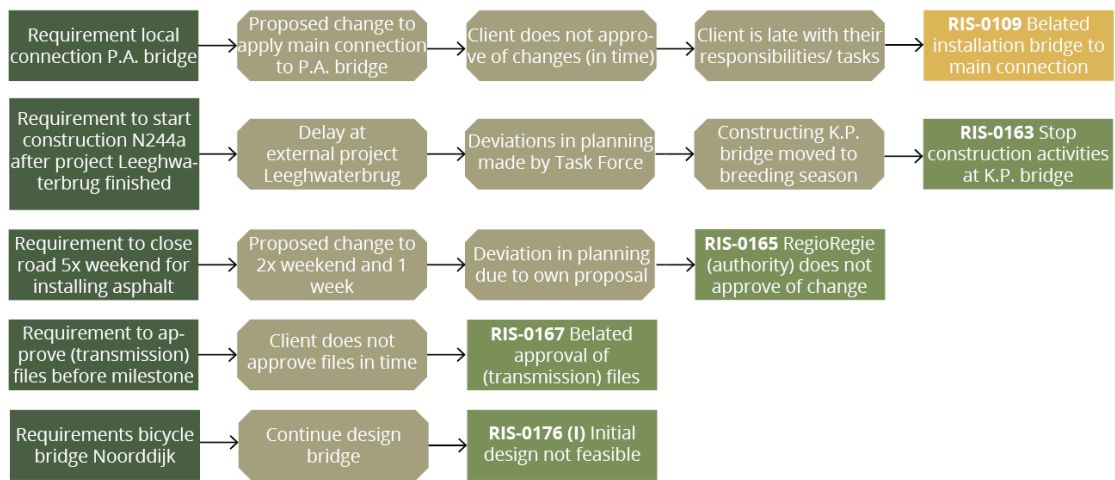 Requirement local
connection P.A. bridge
Proposed change to
apply main connection
to P.A. bridge
Client does not appro-
ve of changes (in time)
Client is late with their
responsibilities/ tasks
RIS-0109 Belated
installation bridge to
main connection
Requirement to start
construction N244a
after project Leeghwa-
terbrug finished
Delay at
external project
Leeghwaterbrug
Deviations in planning
made by Task Force
Constructing K.P.
bridge moved to
breeding season
RIS-0163 Stop
construction activities
at K.P. bridge
Requirement to close
road 5x weekend for
installing asphalt
Proposed change to
2x weekend and 1
week
Deviation in planning
due to own proposal
RIS-0165 RegioRegie
(authority) does not
approve of change
Requirement to ap-
prove (transmission)
files before milestone
Client does not
approve files in time
RIS-0167 Belated
approval of
(transmission) files
Requirements bicycle
bridge Noorddijk
Continue design
bridge
RIS-0176 (I) Initial
design not feasible